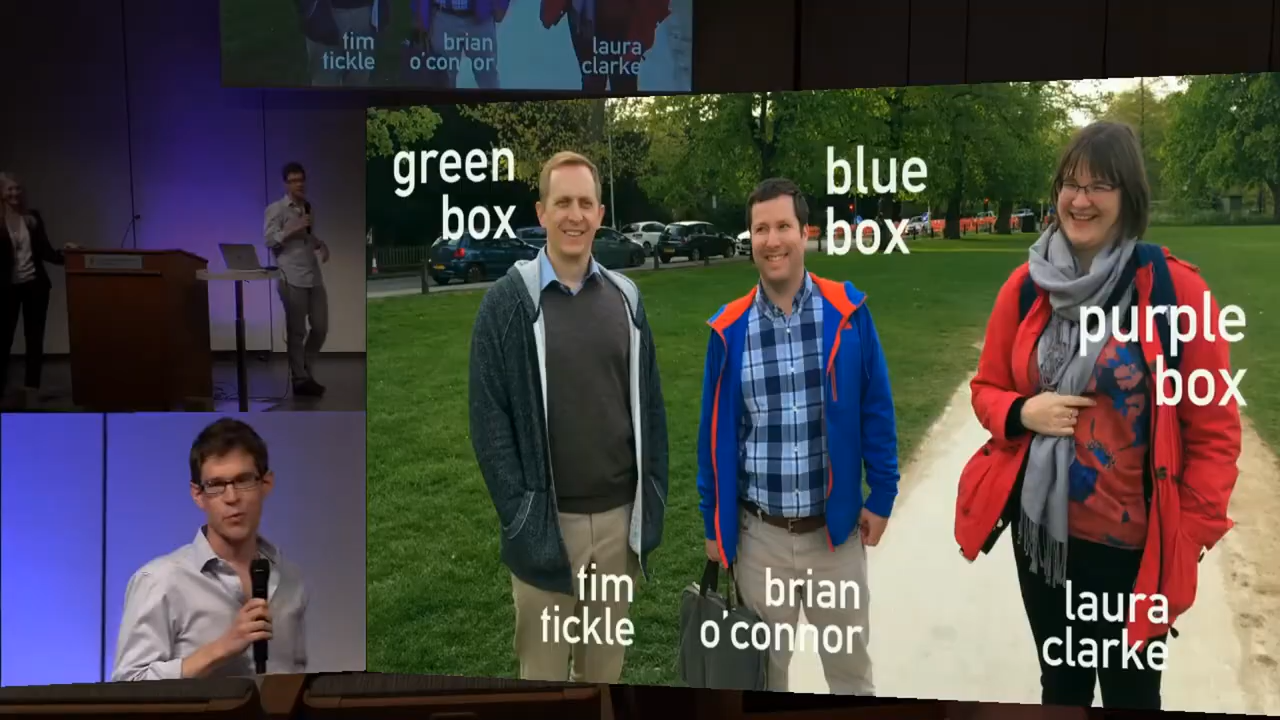 tim
tickle
brian
o'connor
laura
clarke
green
box
blue
box
purple
box
tim
tickle
brian
o'connor
laura
clarke